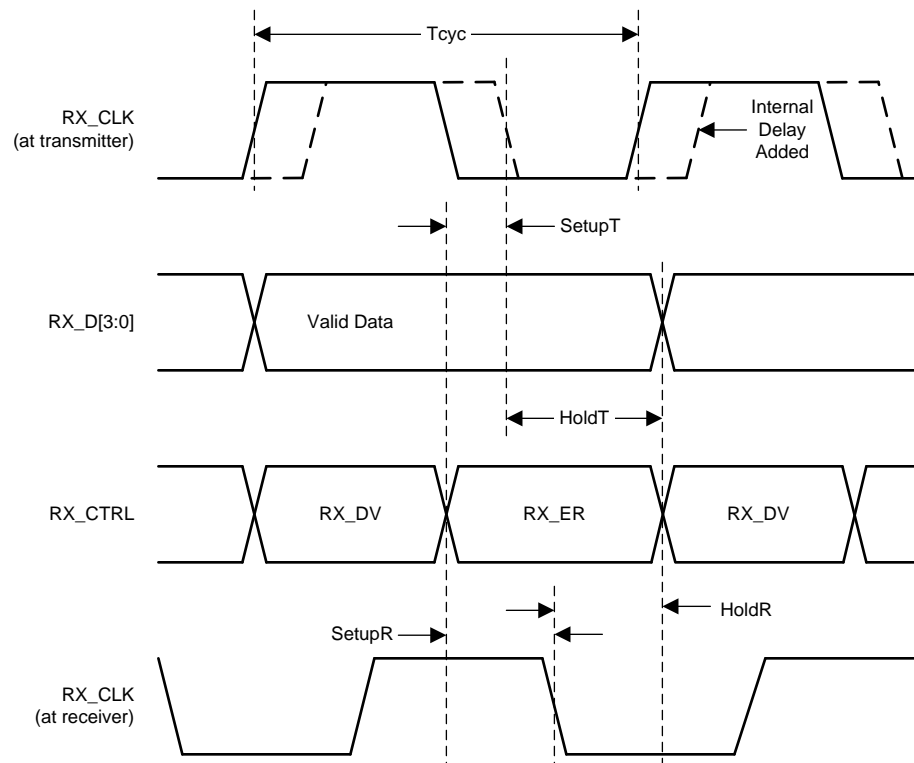 Tcyc
RX_CLK
(at transmitter)
Internal
Delay
Added
SetupT
RX_D[3:0]
Valid Data
HoldT
RX_CTRL
RX_DV
RX_ER
RX_DV
HoldR
SetupR
RX_CLK
(at receiver)